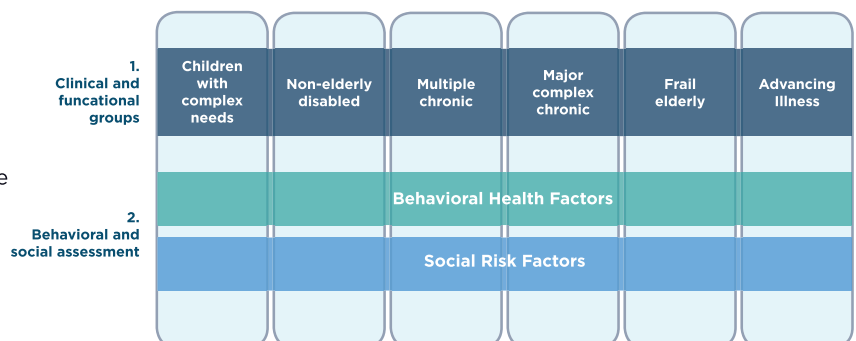 1.
Clinical and
funcational
groups
Children
with
complex
needs
Non-elderly
disabled
Multiple
chronic
Major
complex
chronic
Frail
elderly
Advancing
Illness
e
2.
Behavioral and
social assessment
Behavioral Health Factors
Social Risk Factors